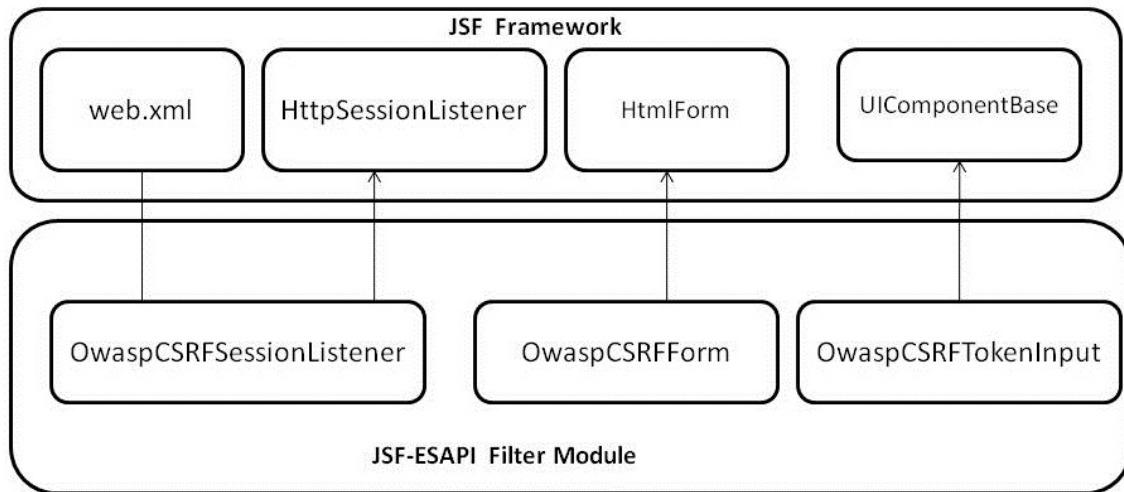 JSF Framework
web.xml
HttpSessionListener
HtmlForm
UIComponentBase
OwaspCSRFSessionListener
OwaspCSRFForm
OwaspCSRFTokenInput
JSF-ESAPI Filter Module